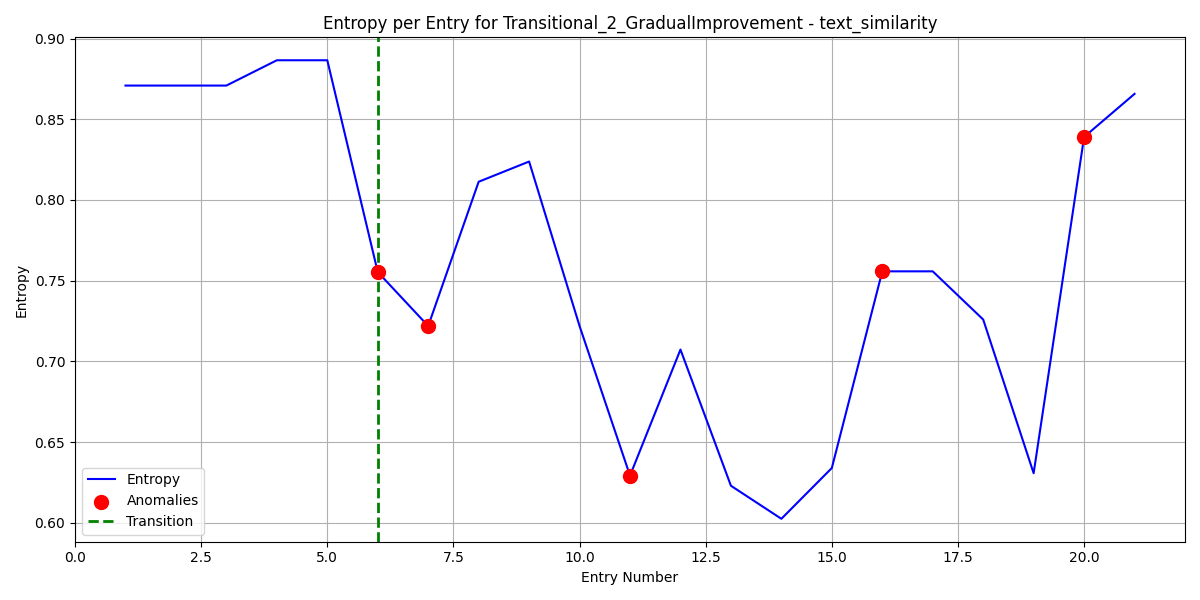 Entropy per Entry for Transitional_2_GradualImprovement - text_similarity
0.90
0.85
0.80
0.75
0.70
0.65
0.60
Entropy
Entropy
Anomalies
Transition
0.0 2.5 5.0 7.5 10.0 12.5 15.0 17.5 20.0
Entry Number